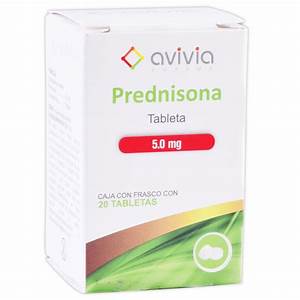 avivia
Prednisona
Tableta
5.0 mg
CAJA CON FRASCO CON
20 TABLETAS